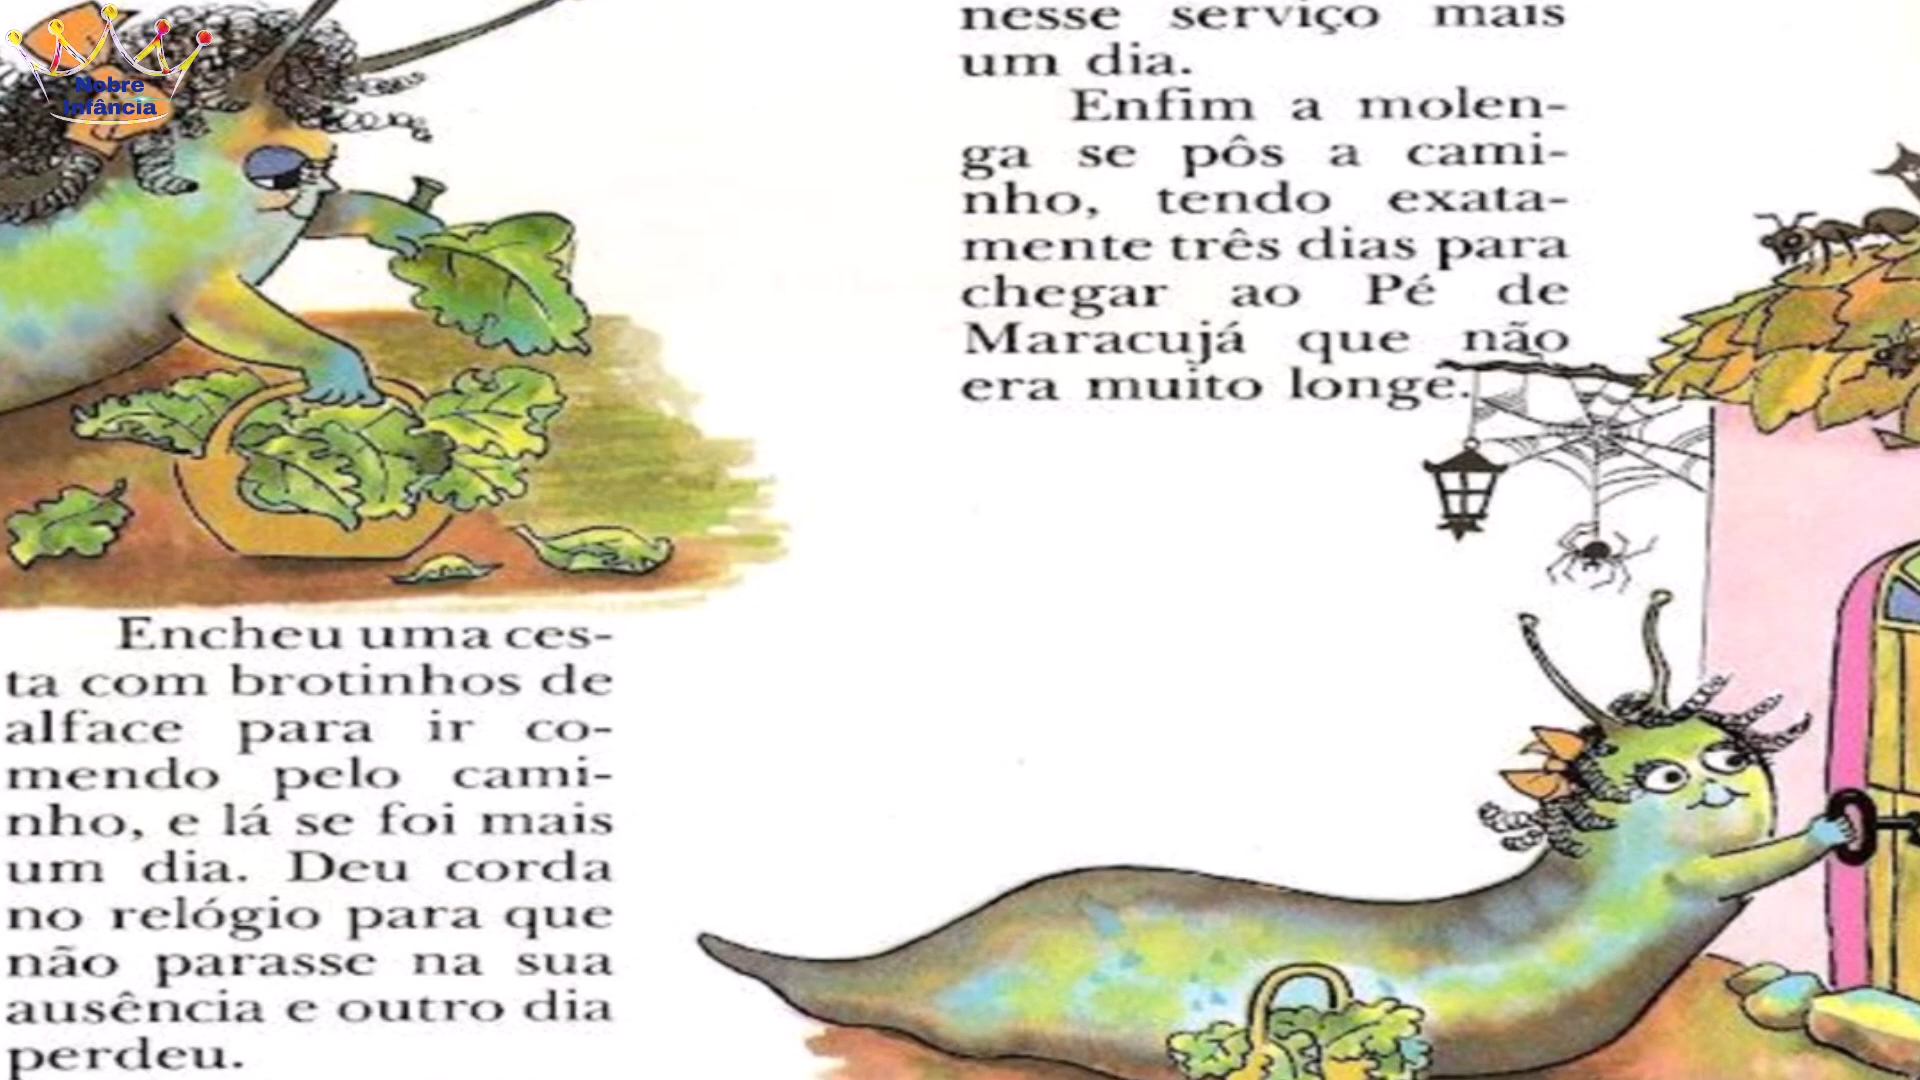 Nobre
Infância
Encheu uma ces-
ta com brotinhos de
alface para ir co-
mendo pelo cami-
nho, e lá se foi mais
um dia. Deu corda
no relógio para que
não parasse na sua
ausência e outro dia
perdeu.
nesse serviço mais
um dia.
Enfim a molen-
ga se pôs a cami-
nho, tendo exata-
mente três dias para
chegar ao Pé de
Maracujá que não
era muito longe.